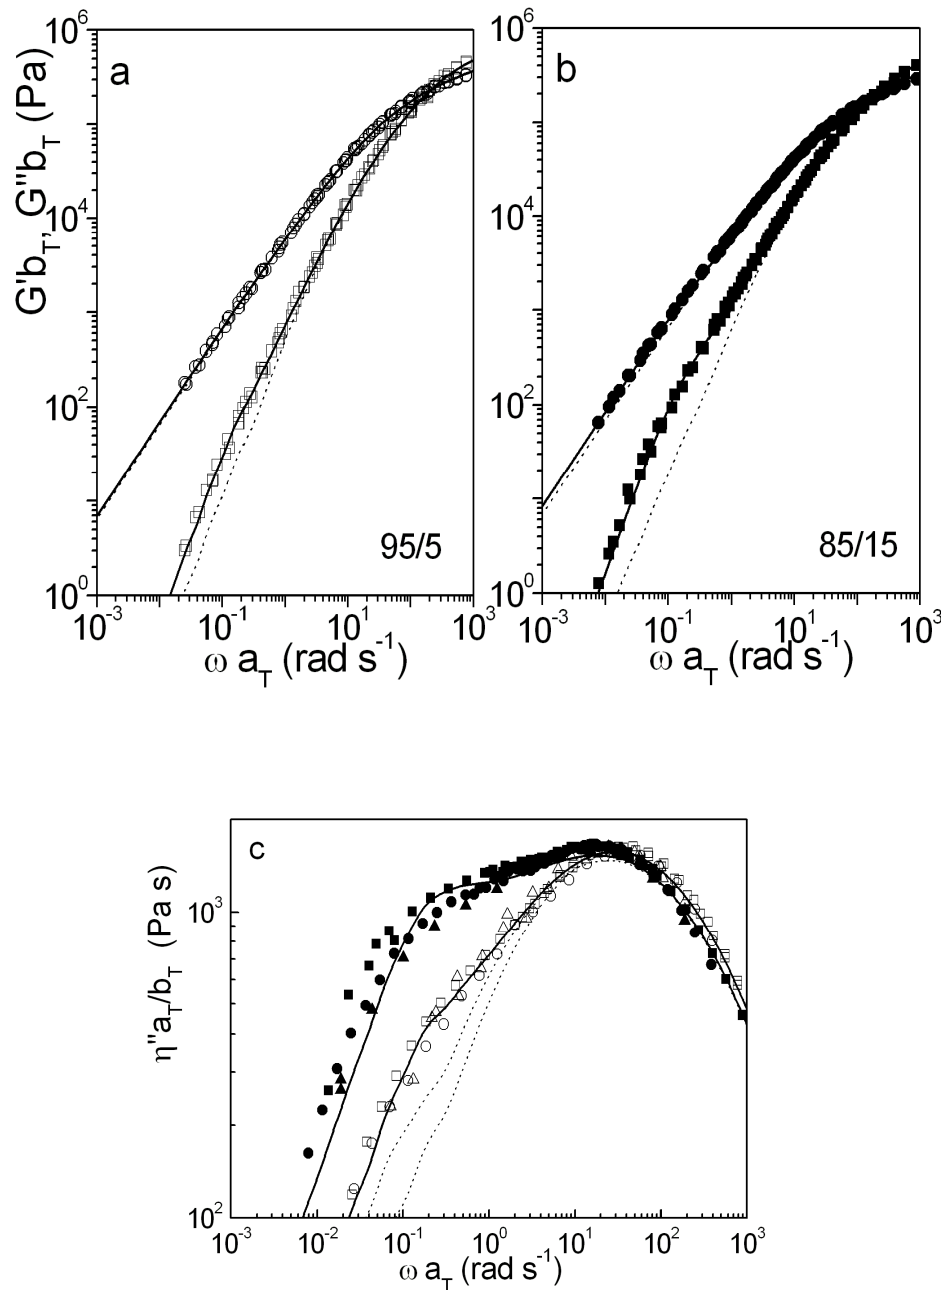 a
G'b_T, G''b_T (Pa)
10^6
10^4
10^2
10^0
95/5
10^-3 10^-1 10^1 10^3
ω a_T (rad s^-1)
b
10^6
10^4
10^2
10^0
85/15
10^-3 10^-1 10^1 10^3
ω a_T (rad s^-1)
c
η''a_T/b_T (Pa s)
10^3
10^2
10^-3 10^-2 10^-1 10^0 10^1 10^2 10^3
ω a_T (rad s^-1)